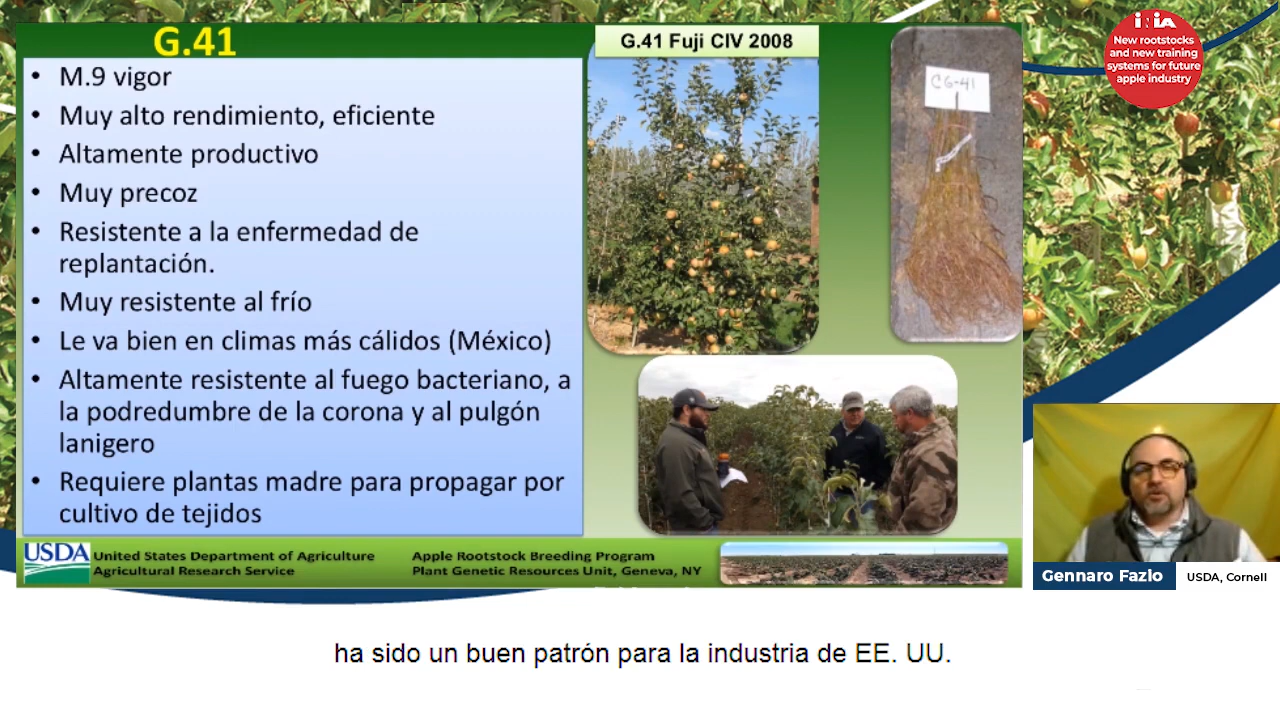 G.41
• M.9 vigor
• Muy alto rendimiento, eficiente
• Altamente productivo
• Muy precoz
• Resistente a la enfermedad de
replantación.
• Muy resistente al frío
• Le va bien en climas más cálidos (México)
• Altamente resistente al fuego bacteriano, a
la podredumbre de la corona y al pulgón
lanigero
• Requiere plantas madre para propagar por
cultivo de tejidos
G.41 Fuji CIV 2008
CG-41
USDA
United States Department of Agriculture
Agricultural Research Service
Apple Rootstock Breeding Program
Plant Genetic Resources Unit, Geneva, NY
INIA
New rootstocks
and new training
systems for future
apple industry
Gennaro Fazio
USDA, Cornell
ha sido un buen patrón para la industria de EE. UU.